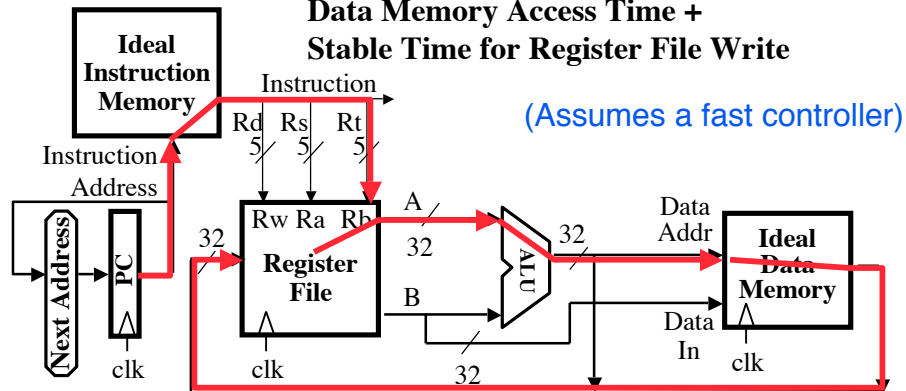 Data Memory Access Time +
Stable Time for Register File Write
(Assumes a fast controller)
Ideal
Instruction
Memory
Instruction
Rd
Rs
Rt
5
5
5
Instruction
Address
Next Address
PC
clk
32
Rw Ra Rb
Register
File
clk
A
32
B
32
ALU
32
Data
Addr
Ideal
Data
Memory
Data
In
clk